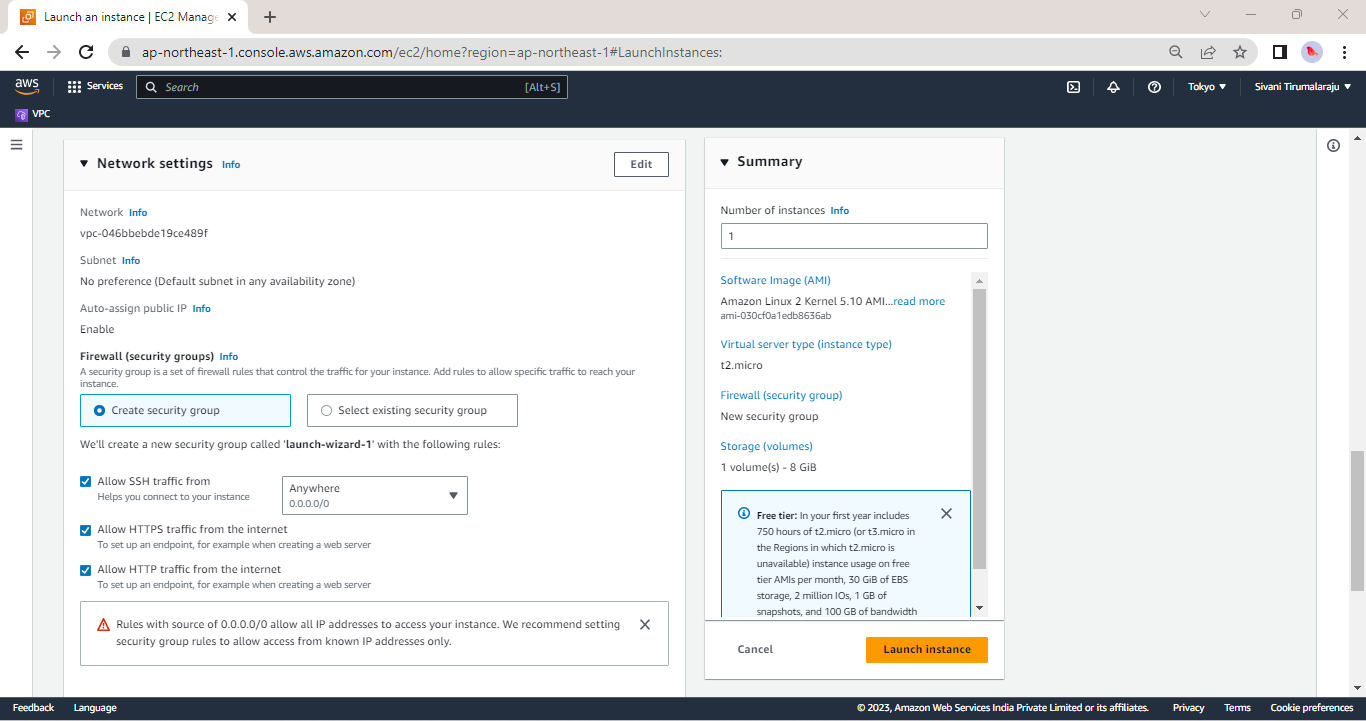 Launch an instance | EC2 Manage
ap-northeast-1.console.aws.amazon.com/ec2/home?region=ap-northeast-1#LaunchInstances:
aws
Services
Search
[Alt+S]
Tokyo
Sivani Tirumalaraju
VPC
Network settings Info
Edit
Network Info
vpc-046bbebde19ce489f
Subnet Info
No preference (Default subnet in any availability zone)
Auto-assign public IP Info
Enable
Firewall (security groups) Info
A security group is a set of firewall rules that control the traffic for your instance. Add rules to allow specific traffic to reach your
instance.
Create security group
Select existing security group
We'll create a new security group called 'launch-wizard-1' with the following rules:
Allow SSH traffic from
Helps you connect to your instance
Anywhere
0.0.0.0/0
Allow HTTPS traffic from the internet
To set up an endpoint, for example when creating a web server
Allow HTTP traffic from the internet
To set up an endpoint, for example when creating a web server
Rules with source of 0.0.0.0/0 allow all IP addresses to access your instance. We recommend setting
security group rules to allow access from known IP addresses only.
Summary
Number of instances Info
1
Software Image (AMI)
Amazon Linux 2 Kernel 5.10 AMI...read more
ami-030cf0a1edb8636ab
Virtual server type (instance type)
t2.micro
Firewall (security group)
New security group
Storage (volumes)
1 volume(s) - 8 GiB
Free tier: In your first year includes
750 hours of t2.micro (or t3.micro in
the Regions in which t2.micro is
unavailable) instance usage on free
tier AMIs per month, 30 GiB of EBS
storage, 2 million IOs, 1 GB of
snapshots, and 100 GB of bandwidth
Cancel
Launch instance
Feedback
Language
© 2023, Amazon Web Services India Private Limited or its affiliates.
Privacy
Terms
Cookie preferences